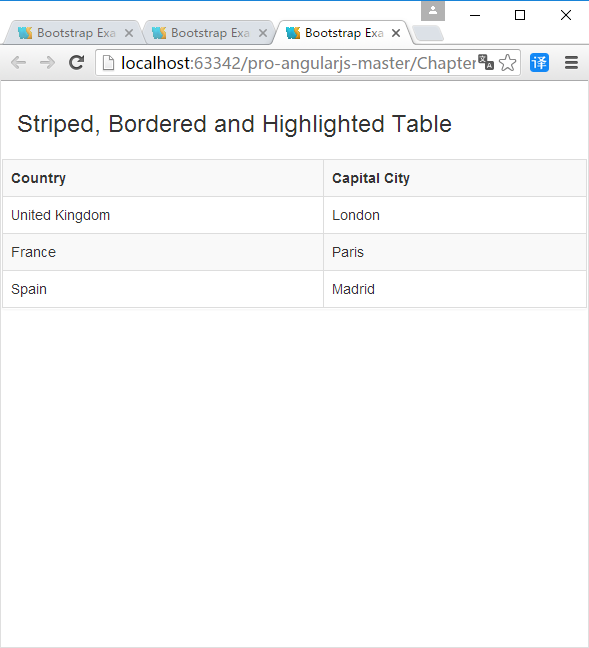 Bootstrap Exa Bootstrap Exa Bootstrap Exa
localhost:63342/pro-angularjs-master/Chapter 译
Striped, Bordered and Highlighted Table
Country Capital City
United Kingdom London
France Paris
Spain Madrid